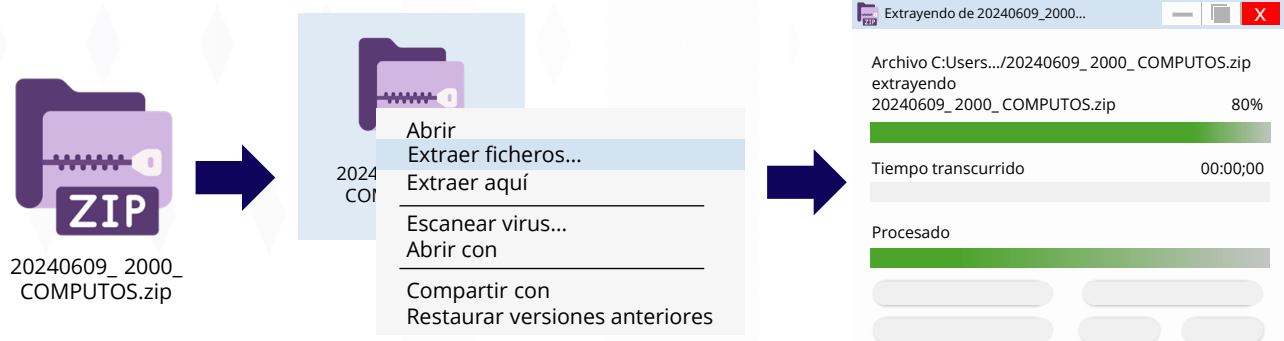 ZIP
20240609_ 2000_
COMPUTOS.zip
2024
CO
Abrir
Extraer ficheros...
Extraer aquí
Escanear virus...
Abrir con
Compartir con
Restaurar versiones anteriores
Extrayendo de 20240609_2000...
X
Archivo C:Users.../20240609_ 2000_ COMPUTOS.zip
extrayendo
20240609_ 2000_ COMPUTOS.zip 80%
Tiempo transcurrido 00:00;00
Procesado